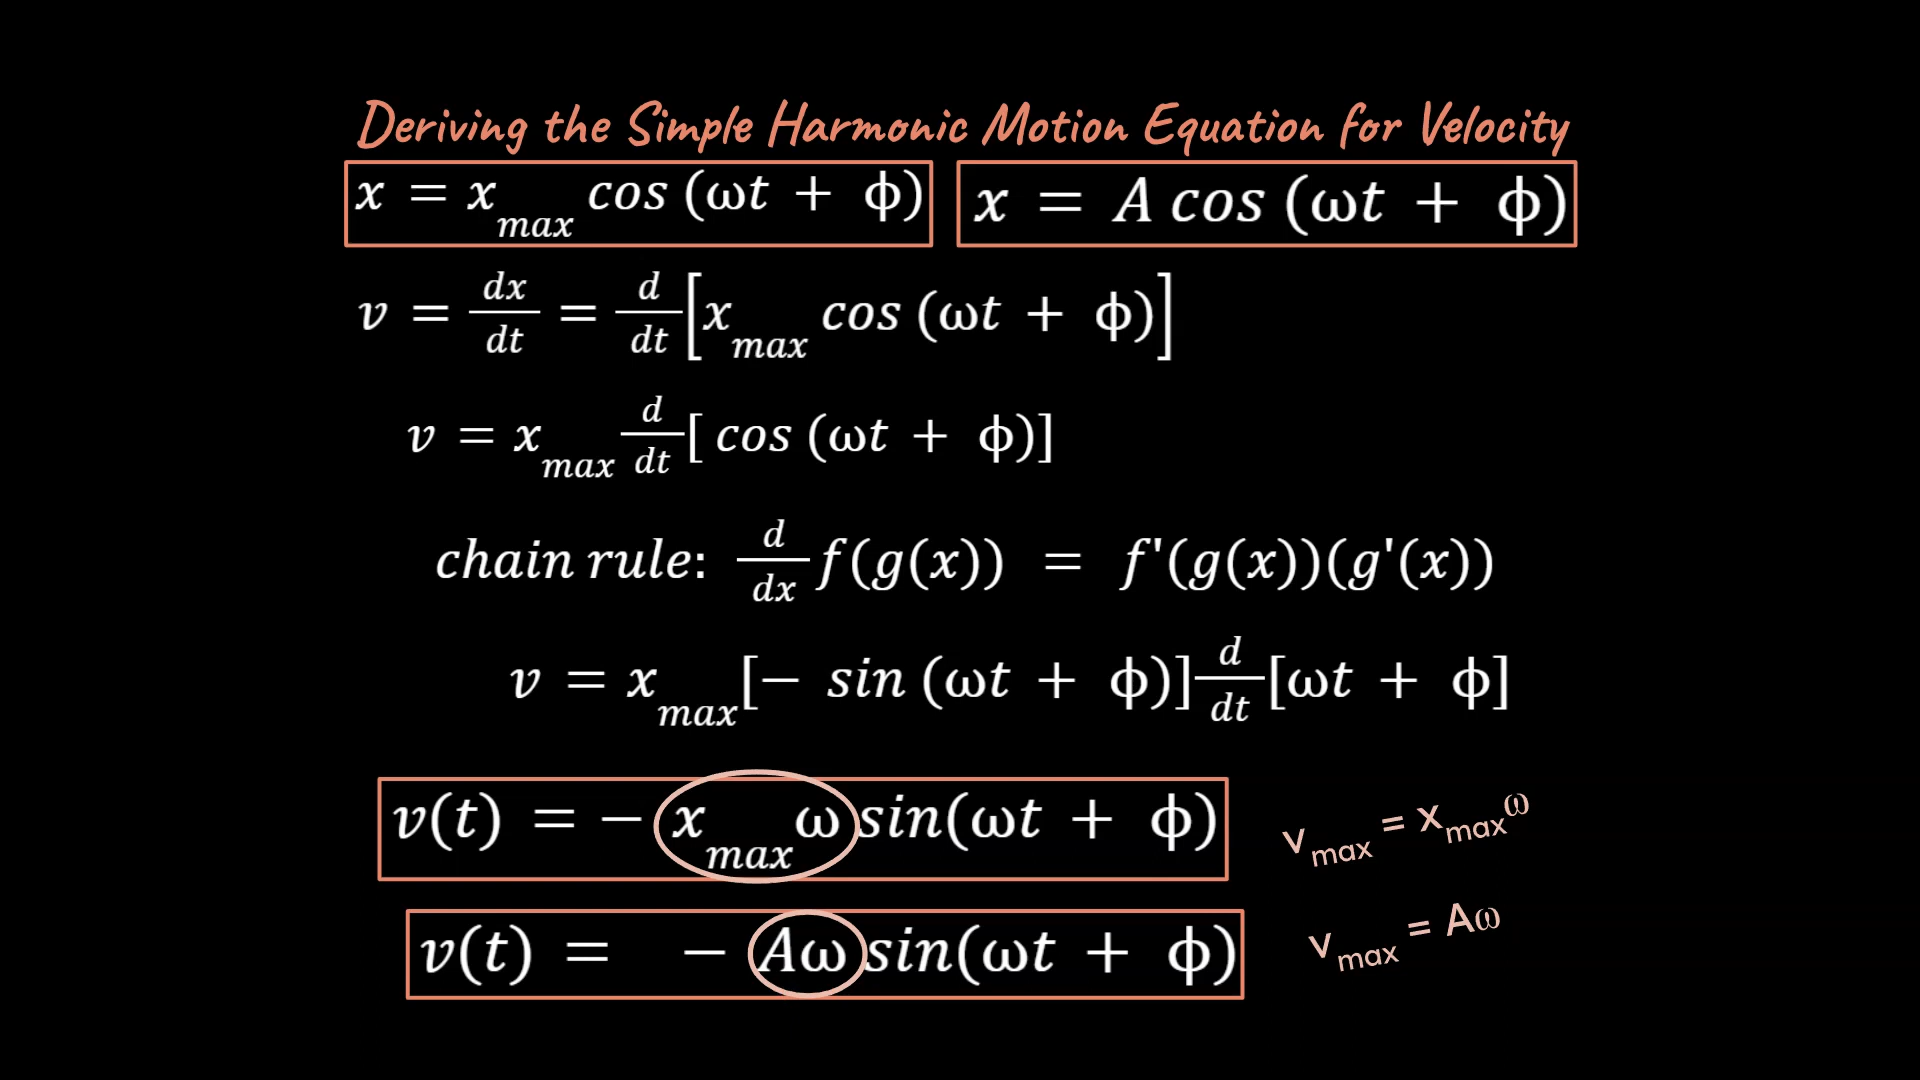 Deriving the Simple Harmonic Motion Equation for Velocity
x = x_max cos (ωt + ϕ) x = A cos (ωt + ϕ)
v = dx/dt = d/dt [x_max cos (ωt + ϕ)]
v = x_max d/dt [ cos (ωt + ϕ)]
chain rule: d/dx f(g(x)) = f'(g(x))(g'(x))
v = x_max [− sin (ωt + ϕ)] d/dt [ωt + ϕ]
v(t) = − x_max ω sin(ωt + ϕ) v_max = x_max ω
v(t) = − Aω sin(ωt + ϕ) v_max = Aω